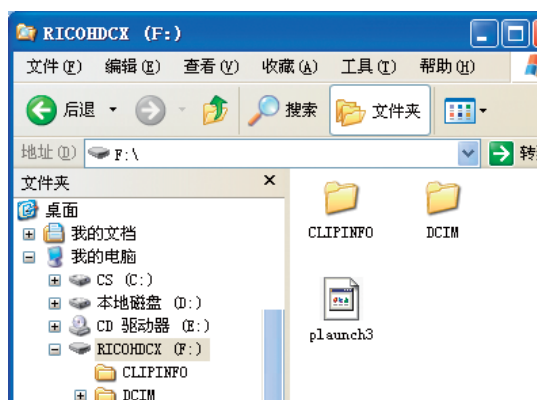 RICOHDCX (F:)
文件(F) 编辑(E) 查看(V) 收藏(A) 工具(T) 帮助(H)
后退 搜索 文件夹
地址(D) F:\ 转
文件夹 ×
桌面
我的文档
我的电脑
CS (C:)
本地磁盘 (D:)
CD 驱动器 (E:)
RICOHDCX (F:)
CLIPINFO
DCIM
CLIPINFO DCIM
plaunch3